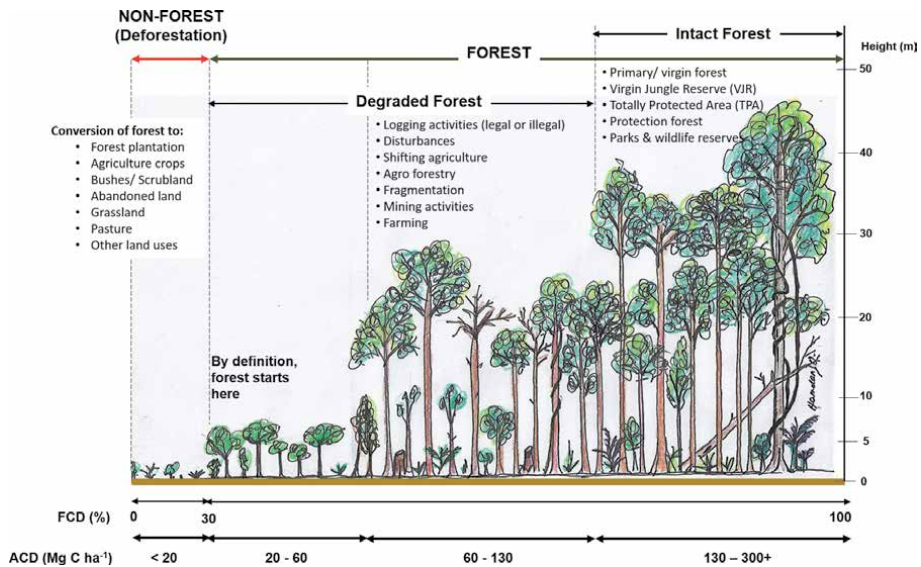 NON-FOREST
(Deforestation)
Intact Forest
Height (m)
FOREST
50
• Primary/ virgin forest
• Virgin Jungle Reserve (VJR)
• Totally Protected Area (TPA)
• Protection forest
• Parks & wildlife reserves
Degraded Forest
• Logging activities (legal or illegal)
• Disturbances
• Shifting agriculture
• Agro forestry
• Fragmentation
• Mining activities
• Farming
Conversion of forest to:
• Forest plantation
• Agriculture crops
• Bushes/ Scrubland
• Abandoned land
• Grassland
• Pasture
• Other land uses
40
30
20
By definition,
forest starts
here
10
5
0
FCD (%) 0 30 100
ACD (Mg C ha⁻¹) < 20 20 - 60 60 - 130 130 – 300+